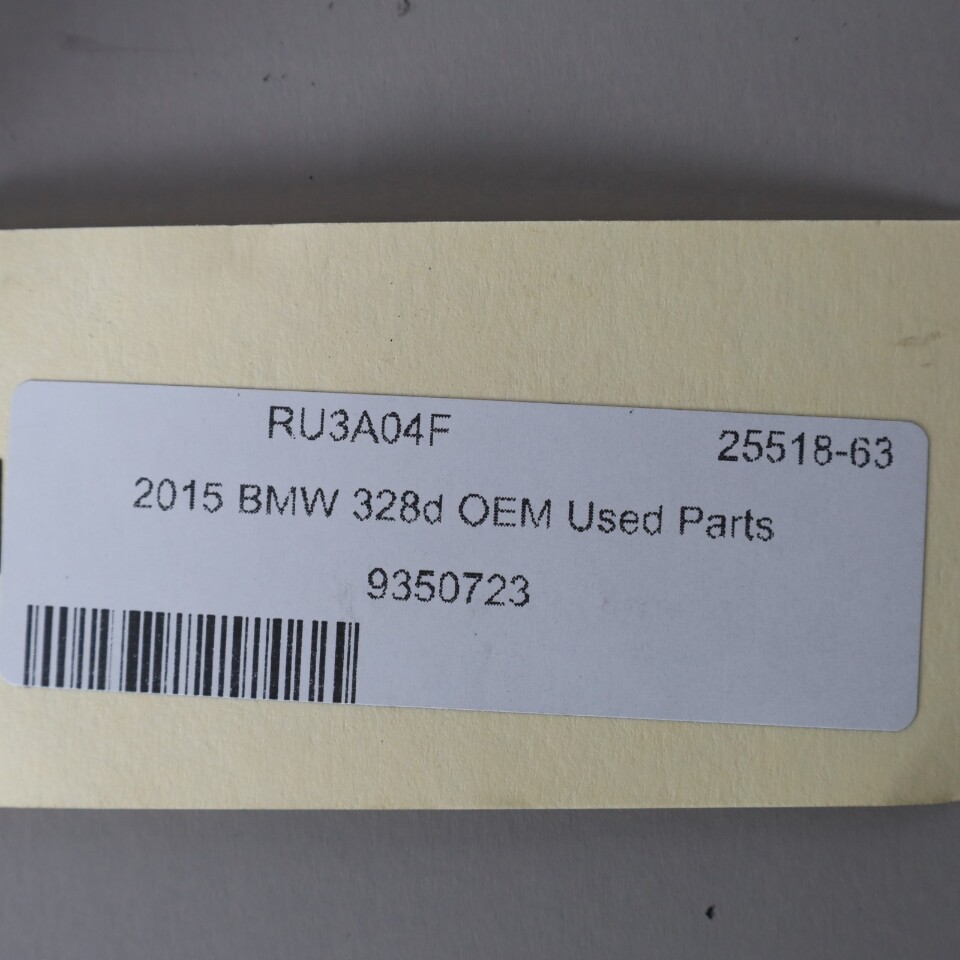 RU3A04F 25518-63
2015 BMW 328d OEM Used Parts
9350723